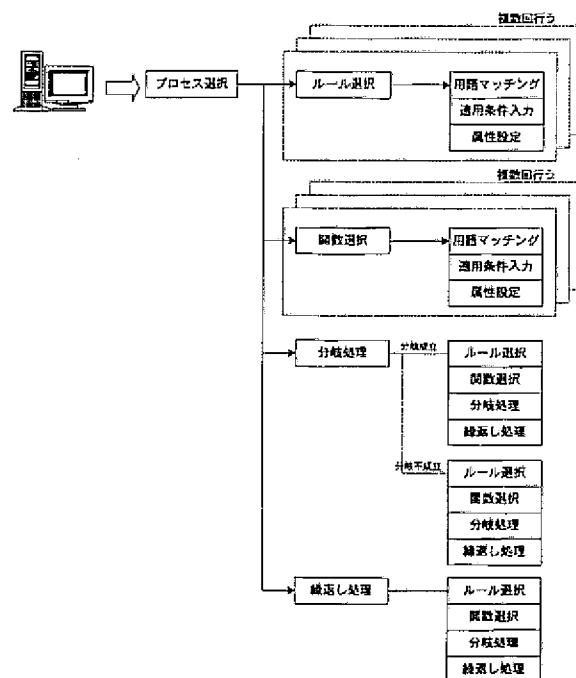 複数回行う
プロセス選択
ルール選択
用語マッチング
適用条件入力
属性設定
複数回行う
関数選択
用語マッチング
適用条件入力
属性設定
分岐処理
分岐成立
ルール選択
関数選択
分岐処理
繰返し処理
分岐不成立
ルール選択
関数選択
分岐処理
繰返し処理
繰返し処理
ルール選択
関数選択
分岐処理
繰返し処理